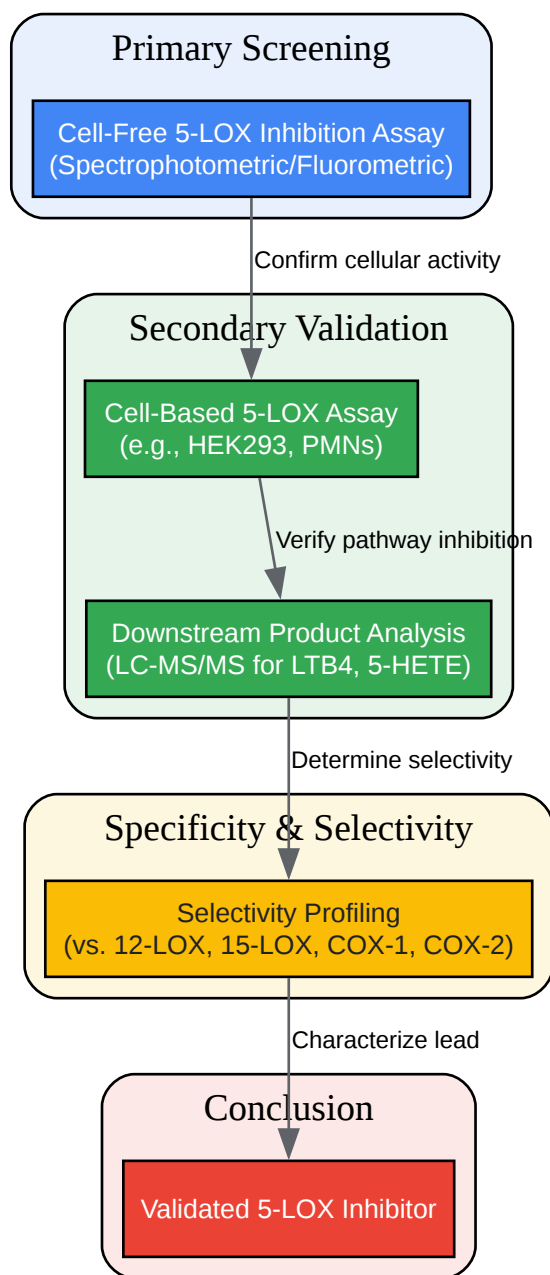 Primary Screening
Cell-Free 5-LOX Inhibition Assay
(Spectrophotometric/Fluorometric)
Confirm cellular activity
Secondary Validation
Cell-Based 5-LOX Assay
(e.g., HEK293, PMNs)
Verify pathway inhibition
Downstream Product Analysis
(LC-MS/MS for LTB4, 5-HETE)
Determine selectivity
Specificity & Selectivity
Selectivity Profiling
(vs. 12-LOX, 15-LOX, COX-1, COX-2)
Characterize lead
Conclusion
Validated 5-LOX Inhibitor